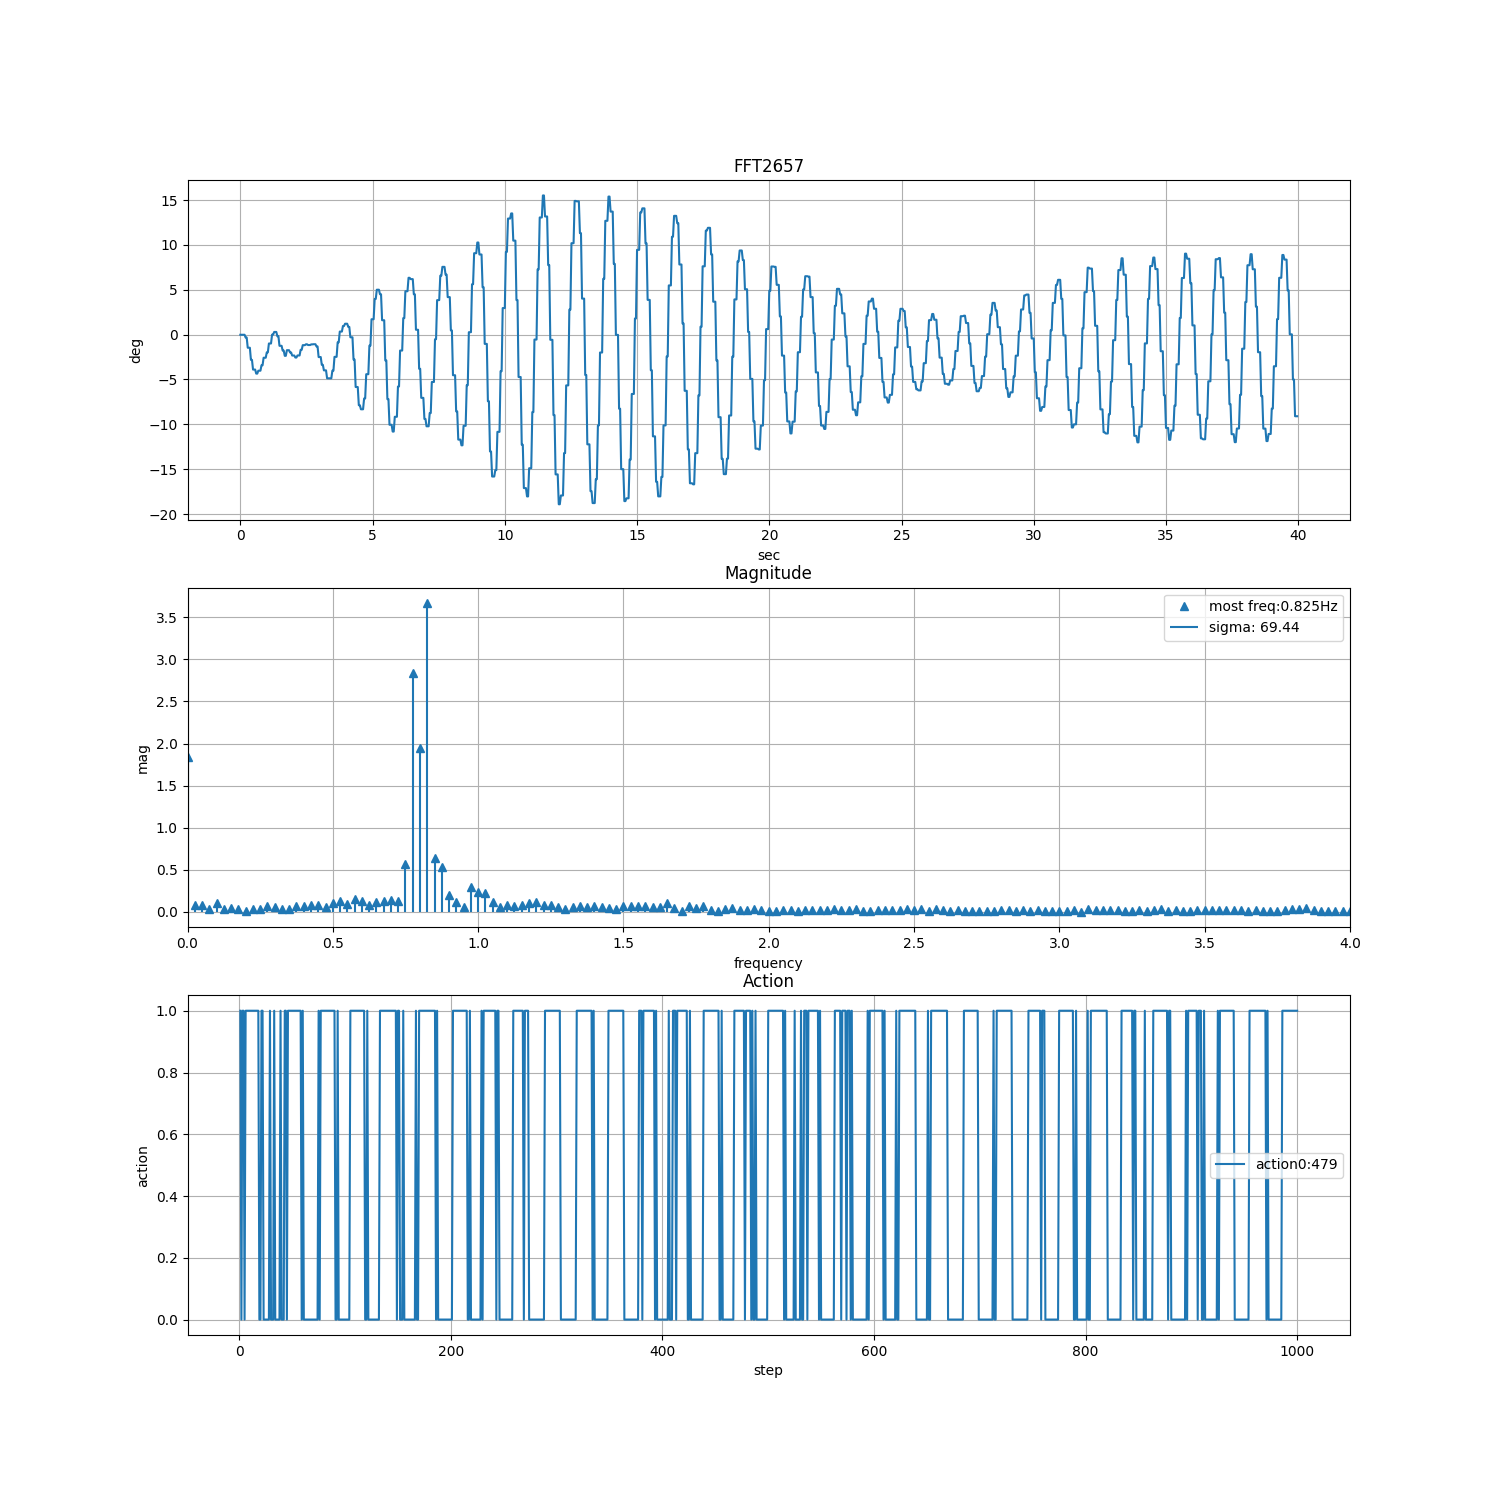 FFT2657
15
10
5
0
−5
−10
−15
−20
deg
0 5 10 15 20 25 30 35 40
sec
Magnitude
3.5
3.0
2.5
2.0
1.5
1.0
0.5
0.0
mag
most freq:0.825Hz
sigma: 69.44
0.0 0.5 1.0 1.5 2.0 2.5 3.0 3.5 4.0
frequency
Action
1.0
0.8
0.6
0.4
0.2
0.0
action
action0:479
0 200 400 600 800 1000
step